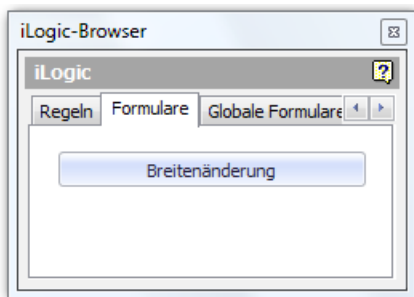 iLogic-Browser
iLogic
Regeln Formulare Globale Formulare
Breitenänderung